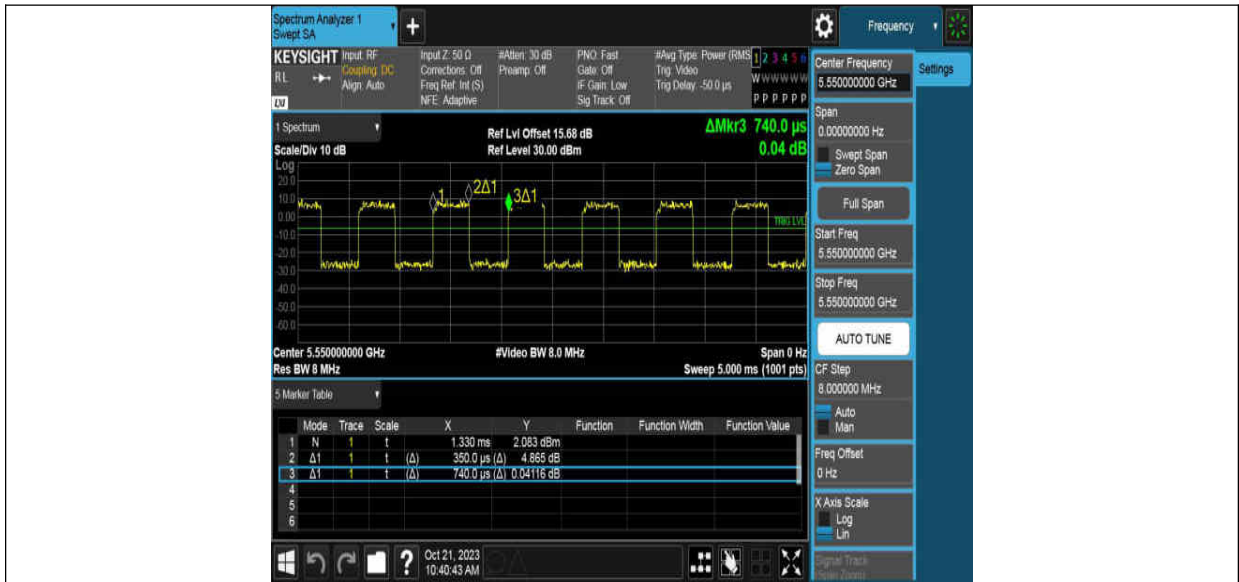 Spectrum Analyzer 1
Swept SA
+
Frequency
KEYSIGHT
RL
LXI
Input: RF
Coupling: DC
Align: Auto
Input Z: 50 Ω
Corrections: Off
Freq Ref: Int (S)
NFE: Adaptive
#Atten: 30 dB
Preamp: Off
PNO: Fast
Gate: Off
IF Gain: Low
Sig Track: Off
#Avg Type: Power (RMS
Trig: Video
Trig Delay: -50.0 µs
1 2 3 4 5 6
W W W W W W
P P P P P P
1 Spectrum
Scale/Div 10 dB
Ref Lvl Offset 15.68 dB
Ref Level 30.00 dBm
ΔMkr3 740.0 µs
0.04 dB
Log
20.0
10.0
0.00
-10.0
-20.0
-30.0
-40.0
-50.0
-60.0
1
2Δ1
3Δ1
TRIG LVL
Center 5.550000000 GHz
#Video BW 8.0 MHz
Span 0 Hz
Res BW 8 MHz
Sweep 5.000 ms (1001 pts)
5 Marker Table
Mode Trace Scale X Y Function Function Width Function Value
1 N 1 t 1.330 ms 2.083 dBm
2 Δ1 1 t (Δ) 350.0 µs (Δ) 4.865 dB
3 Δ1 1 t (Δ) 740.0 µs (Δ) 0.04116 dB
4
5
6
?
Oct 21, 2023
10:40:43 AM
Center Frequency
5.550000000 GHz
Settings
Span
0.00000000 Hz
Swept Span
Zero Span
Full Span
Start Freq
5.550000000 GHz
Stop Freq
5.550000000 GHz
AUTO TUNE
CF Step
8.000000 MHz
Auto
Man
Freq Offset
0 Hz
X Axis Scale
Log
Lin
Signal Track
(Span Zoom)